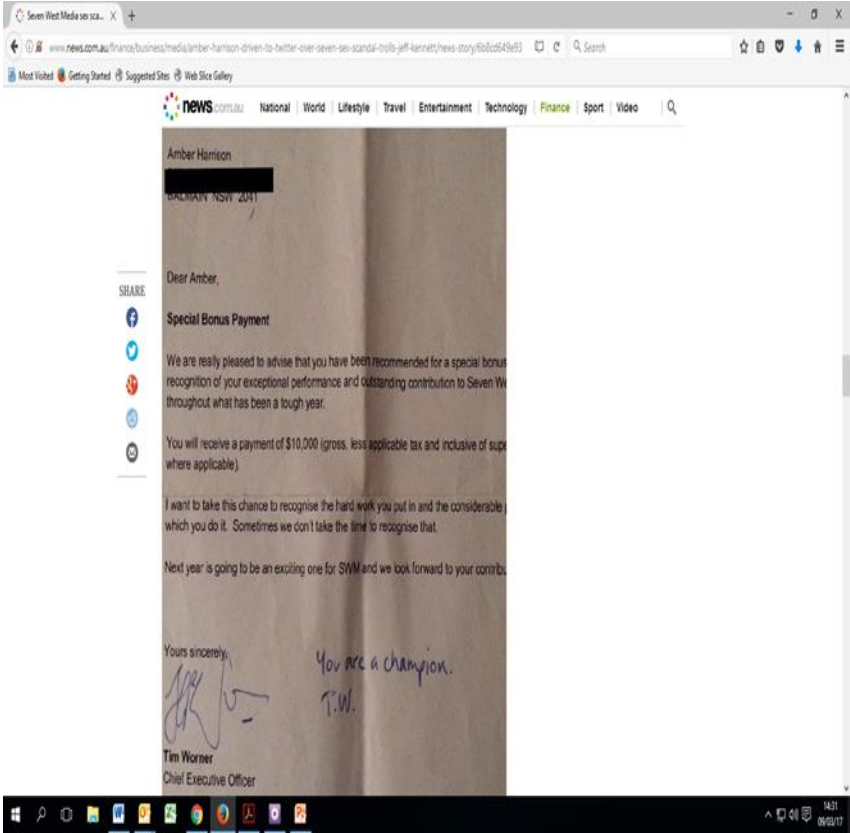 Seven West Media sex sca...
www.news.com.au/finance/business/media/amber-harrison-driven-to-twitter-over-seven-sex-scandal-trolls-jeff-kennett/news-story/6b8cd649e93
Search
Most Visited Getting Started Suggested Sites Web Slice Gallery
news.com.au National World Lifestyle Travel Entertainment Technology Finance Sport Video
Amber Harrison
BALMAIN NSW 2041
Dear Amber,
SHARE
Special Bonus Payment
We are really pleased to advise that you have been recommended for a special bonus
recognition of your exceptional performance and outstanding contribution to Seven We
throughout what has been a tough year.
You will receive a payment of $10,000 (gross, less applicable tax and inclusive of supe
where applicable).
I want to take this chance to recognise the hard work you put in and the considerable p
which you do it. Sometimes we don't take the time to recognise that.
Next year is going to be an exciting one for SWM and we look forward to your contribu
Yours sincerely,
You are a champion.
T.W.
Tim Worner
Chief Executive Officer
14:31
09/03/17